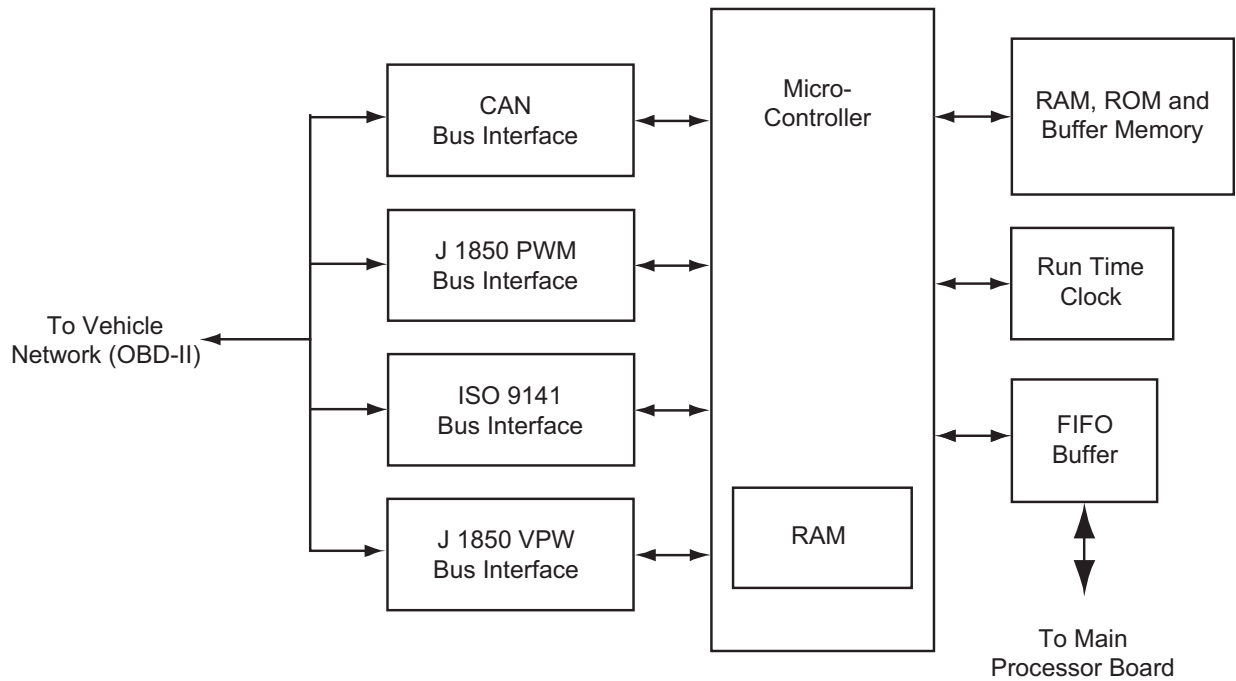 CAN
Bus Interface
J 1850 PWM
Bus Interface
To Vehicle
Network (OBD-II)
ISO 9141
Bus Interface
J 1850 VPW
Bus Interface
Micro-
Controller
RAM
RAM, ROM and
Buffer Memory
Run Time
Clock
FIFO
Buffer
To Main
Processor Board